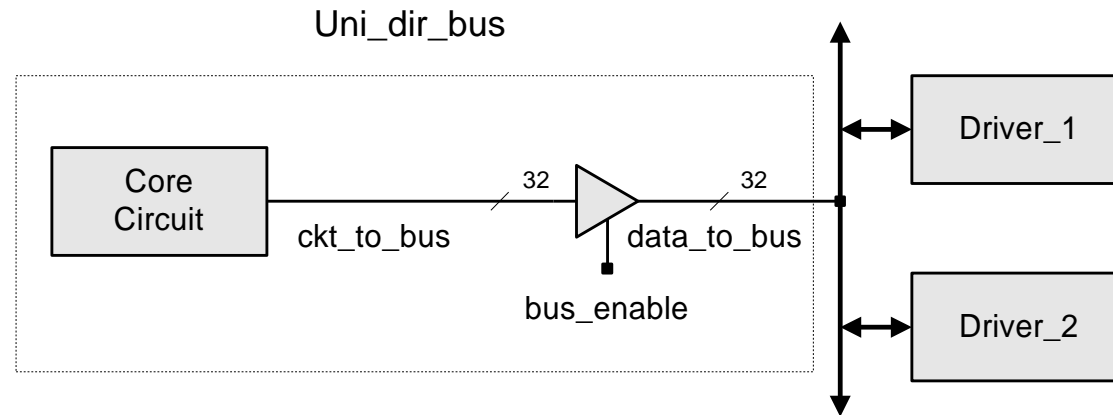 Uni_dir_bus
Core
Circuit
32
32
ckt_to_bus
data_to_bus
bus_enable
Driver_1
Driver_2